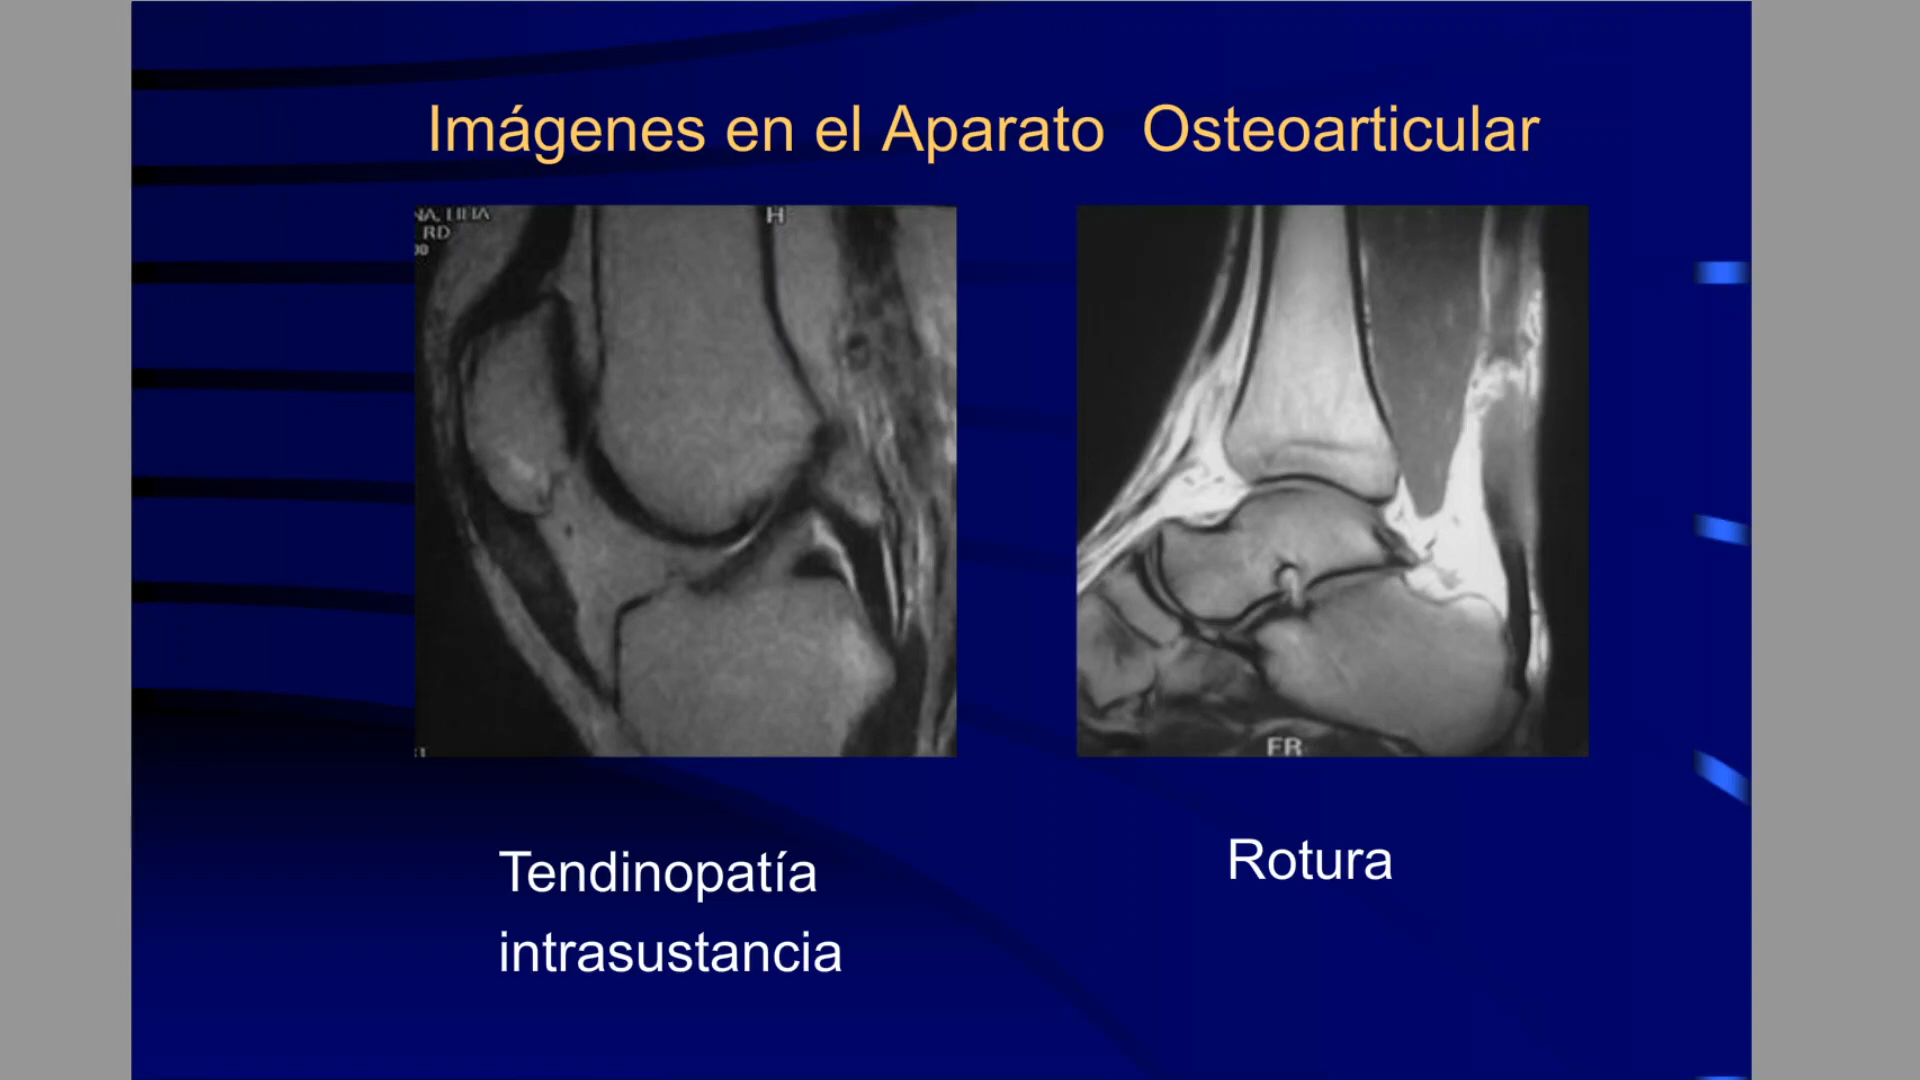 Imágenes en el Aparato Osteoarticular
H
RD
FR
Tendinopatía
intrasustancia
Rotura